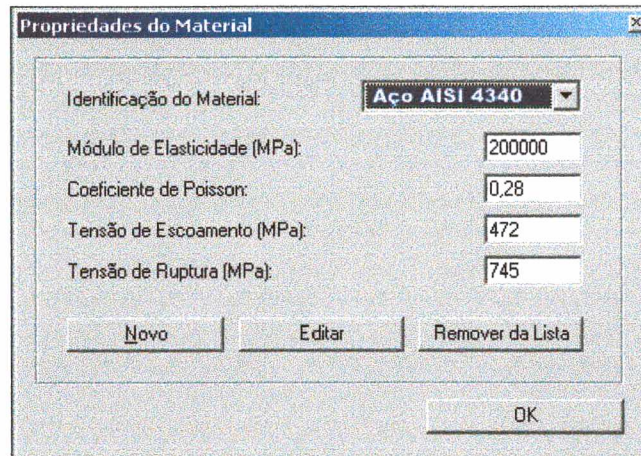 Propriedades do Material
Identificação do Material: Aço AISI 4340
Módulo de Elasticidade (MPa): 200000
Coeficiente de Poisson: 0,28
Tensão de Escoamento (MPa): 472
Tensão de Ruptura (MPa): 745
Novo Editar Remover da Lista
OK